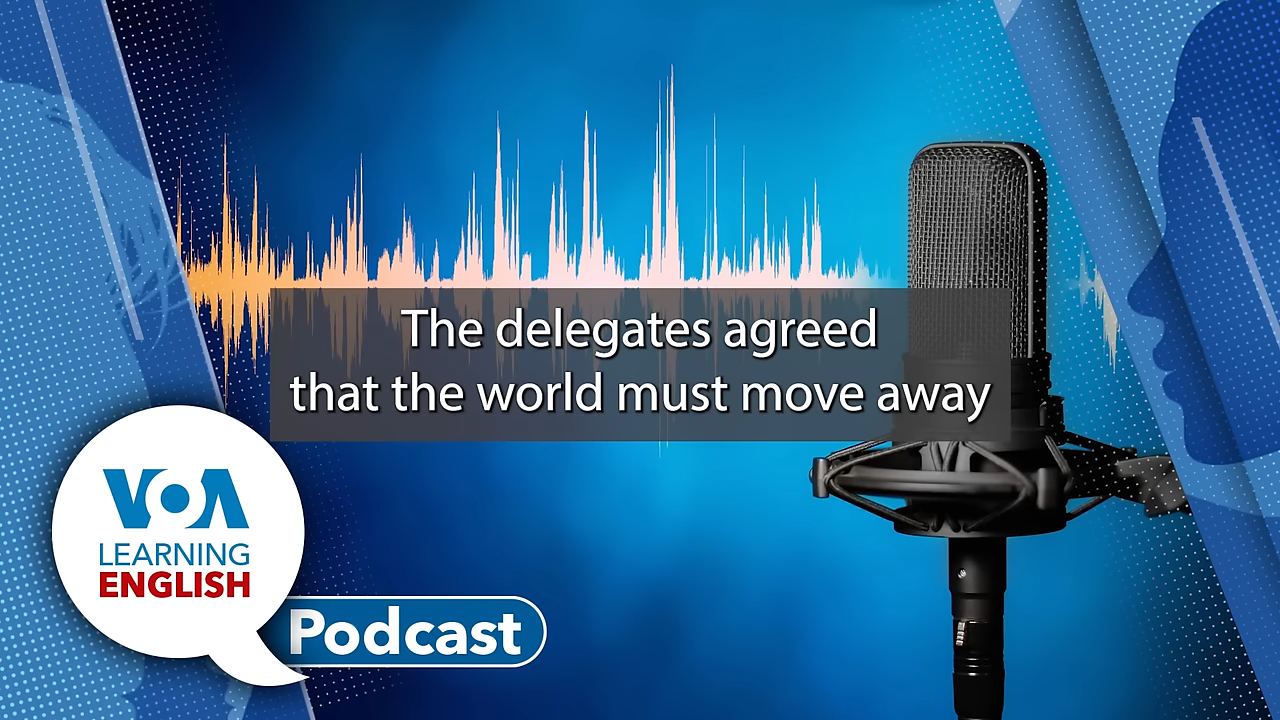 The delegates agreed
that the world must move away
VOA
LEARNING
ENGLISH
Podcast